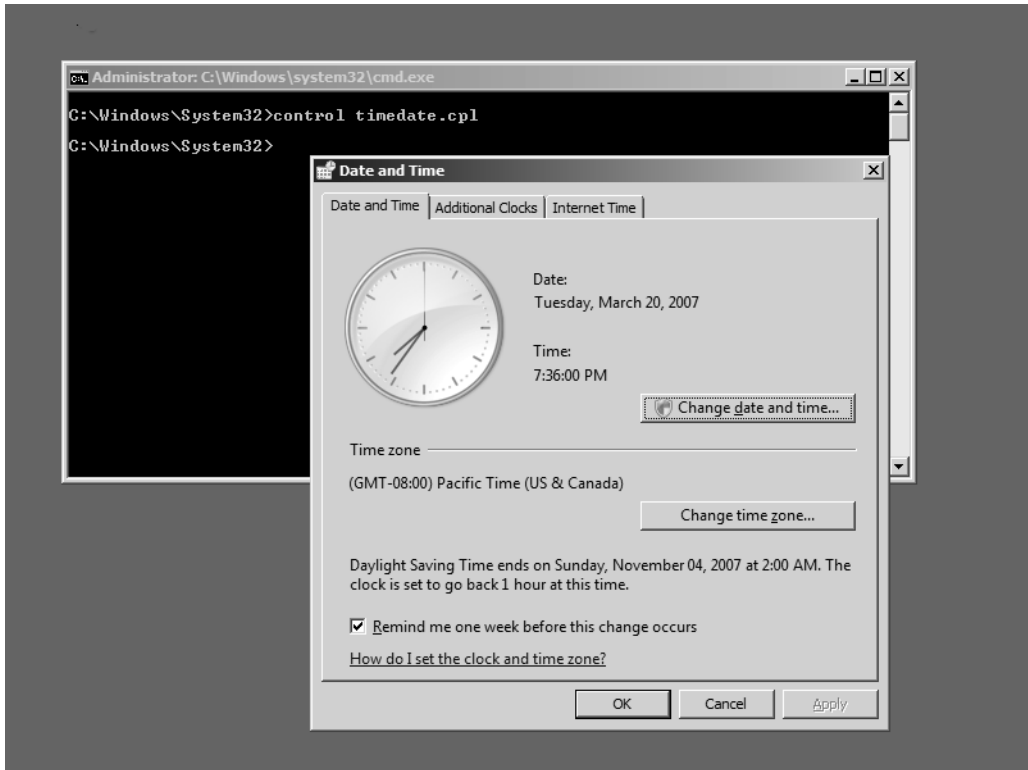 Administrator: C:\Windows\system32\cmd.exe
C:\Windows\System32>control timedate.cpl
C:\Windows\System32>
Date and Time
Date and Time Additional Clocks Internet Time
Date:
Tuesday, March 20, 2007
Time:
7:36:00 PM
Change date and time...
Time zone
(GMT-08:00) Pacific Time (US & Canada)
Change time zone...
Daylight Saving Time ends on Sunday, November 04, 2007 at 2:00 AM. The
clock is set to go back 1 hour at this time.
Remind me one week before this change occurs
How do I set the clock and time zone?
OK Cancel Apply